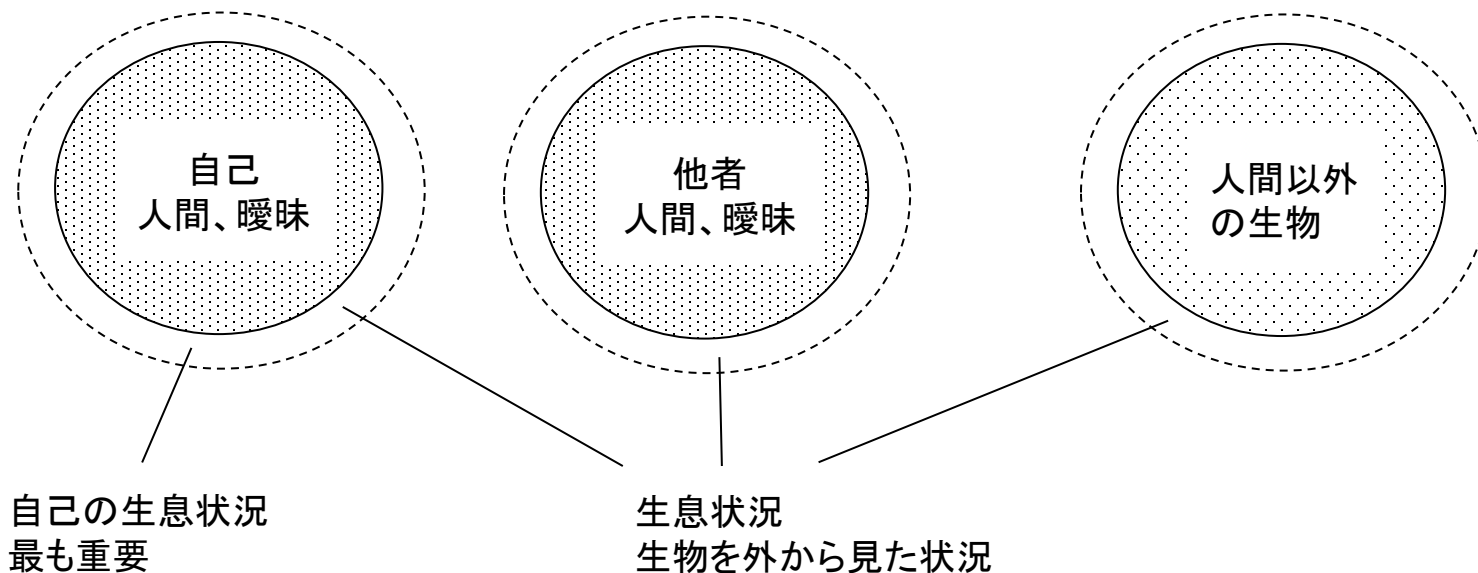 自己
人間、曖昧
他者
人間、曖昧
人間以外
の生物
自己の生息状況
最も重要
生息状況
生物を外から見た状況